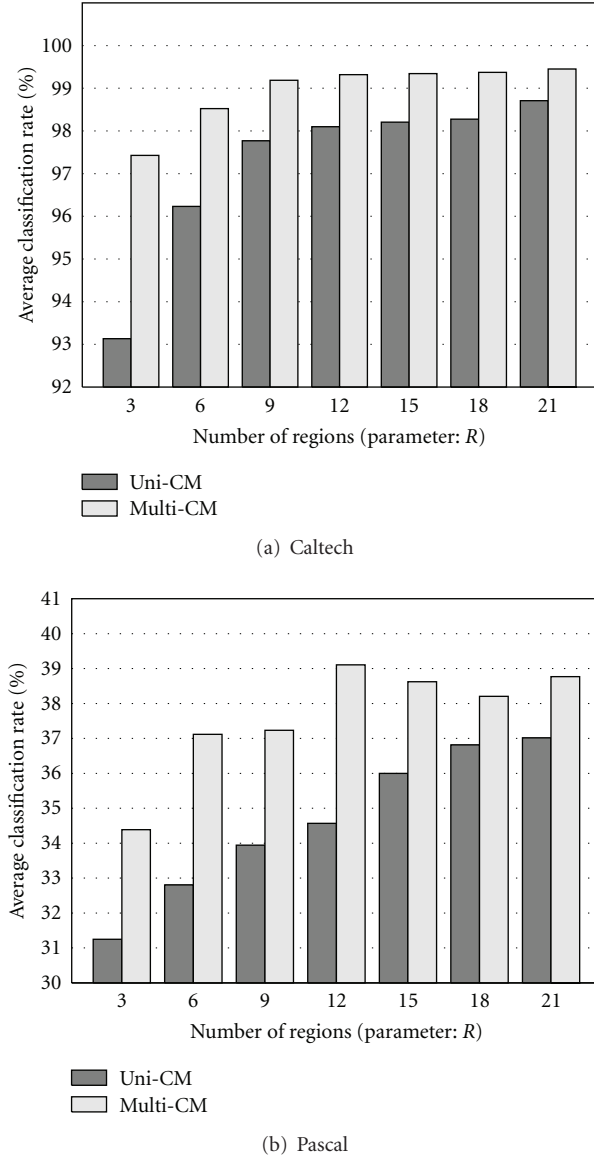 100
99
98
97
96
95
94
93
92
Average classification rate (%)
3 6 9 12 15 18 21
Number of regions (parameter: R)
Uni-CM
Multi-CM
(a) Caltech
41
40
39
38
37
36
35
34
33
32
31
30
Average classification rate (%)
3 6 9 12 15 18 21
Number of regions (parameter: R)
Uni-CM
Multi-CM
(b) Pascal